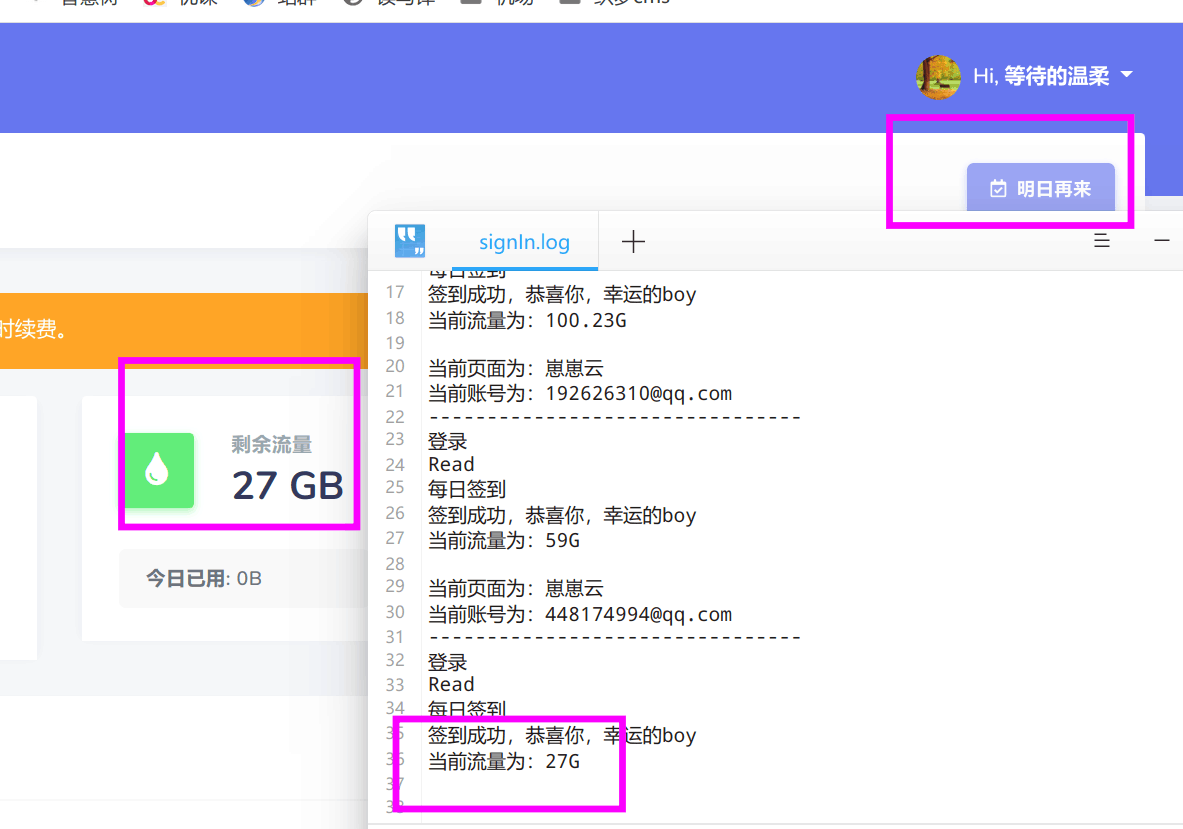 Hi, 等待的温柔
明日再来
时续费。
剩余流量
27 GB
今日已用: 0B
signIn.log
每日签到
17 签到成功，恭喜你，幸运的boy
18 当前流量为：100.23G
19
20 当前页面为：崽崽云
21 当前账号为：192626310@qq.com
22 --------------------------------
23 登录
24 Read
25 每日签到
26 签到成功，恭喜你，幸运的boy
27 当前流量为：59G
28
29 当前页面为：崽崽云
30 当前账号为：448174994@qq.com
31 --------------------------------
32 登录
33 Read
34 每日签到
35 签到成功，恭喜你，幸运的boy
36 当前流量为：27G
37
38